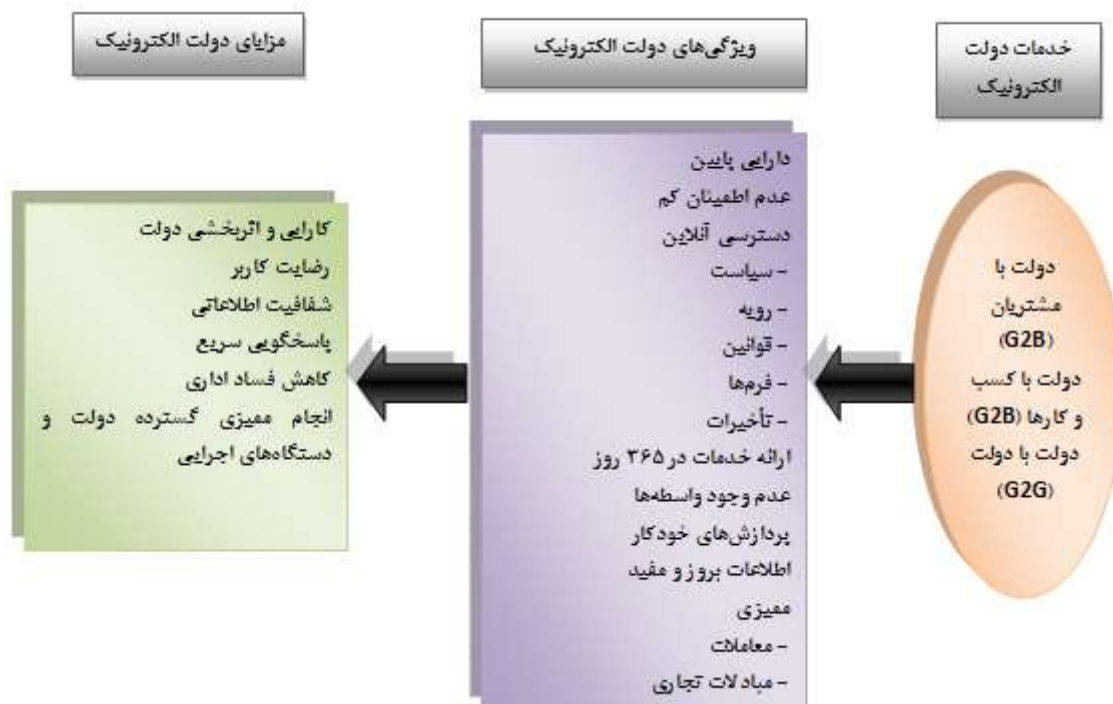 خدمات دولت
الکترونیک
دولت با
مشتریان
(G2B)
دولت با کسب
و کارها (G2B)
دولت با دولت
(G2G)
ویژگی‌های دولت الکترونیک
دارایی پایین
عدم اطمینان کم
دسترسی آنلاین
- سیاست
- رویه
- قوانین
- فرم‌ها
- تأخیرات
ارائه خدمات در ۳۶۵ روز
عدم وجود واسطه‌ها
پردازش‌های خودکار
اطلاعات بروز و مفید
ممیزی
- معاملات
- مبادلات تجاری
مزایای دولت الکترونیک
کارایی و اثربخشی دولت
رضایت کاربر
شفافیت اطلاعاتی
پاسخگویی سریع
کاهش فساد اداری
انجام ممیزی گسترده دولت و
دستگاه‌های اجرایی